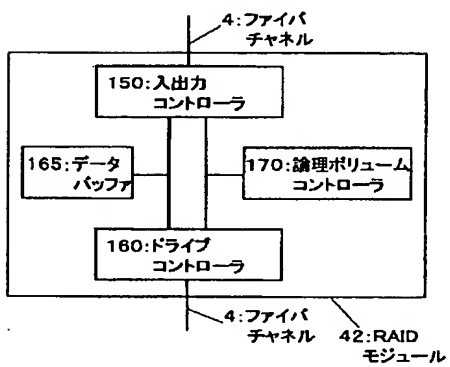 4:ファイバ
チャネル
150:入出力
コントローラ
165:データ
バッファ
170:論理ボリューム
コントローラ
160:ドライブ
コントローラ
4:ファイバ
チャネル
42:RAID
モジュール